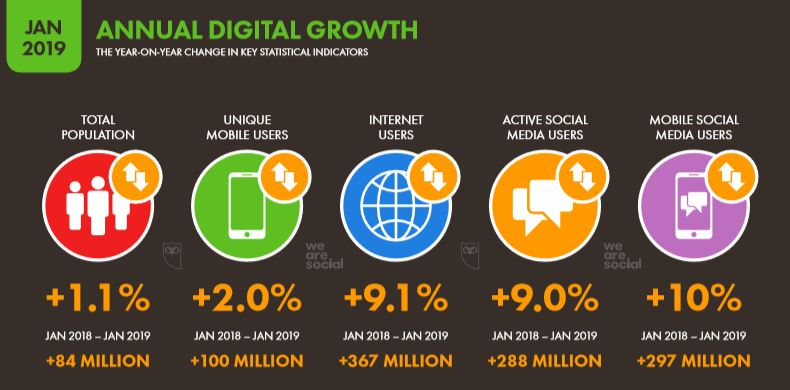 JAN
2019
ANNUAL DIGITAL GROWTH
THE YEAR-ON-YEAR CHANGE IN KEY STATISTICAL INDICATORS
TOTAL
POPULATION
UNIQUE
MOBILE USERS
INTERNET
USERS
ACTIVE SOCIAL
MEDIA USERS
MOBILE SOCIAL
MEDIA USERS
we
are
social
we
are
social
+1.1%
+2.0%
+9.1%
+9.0%
+10%
JAN 2018 – JAN 2019
JAN 2018 – JAN 2019
JAN 2018 – JAN 2019
JAN 2018 – JAN 2019
JAN 2018 – JAN 2019
+84 MILLION
+100 MILLION
+367 MILLION
+288 MILLION
+297 MILLION